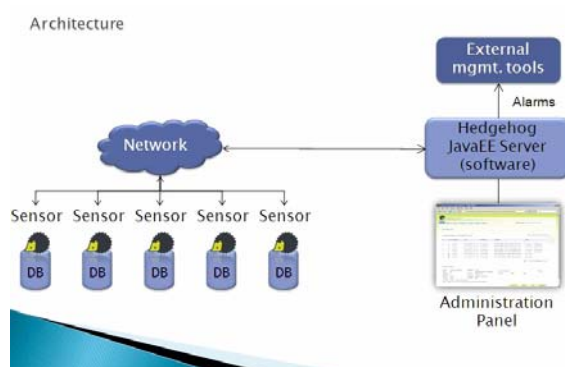 Architecture
External
mgmt. tools
Alarms
Hedgehog
JavaEE Server
(software)
Network
Sensor Sensor Sensor Sensor Sensor
DB DB DB DB DB
Administration
Panel